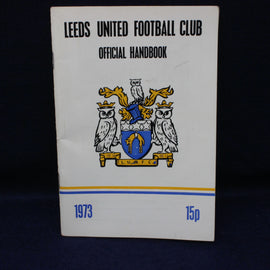 LEEDS UNITED FOOTBALL CLUB
OFFICIAL HANDBOOK
L.U.A.F.C.
1973 15p